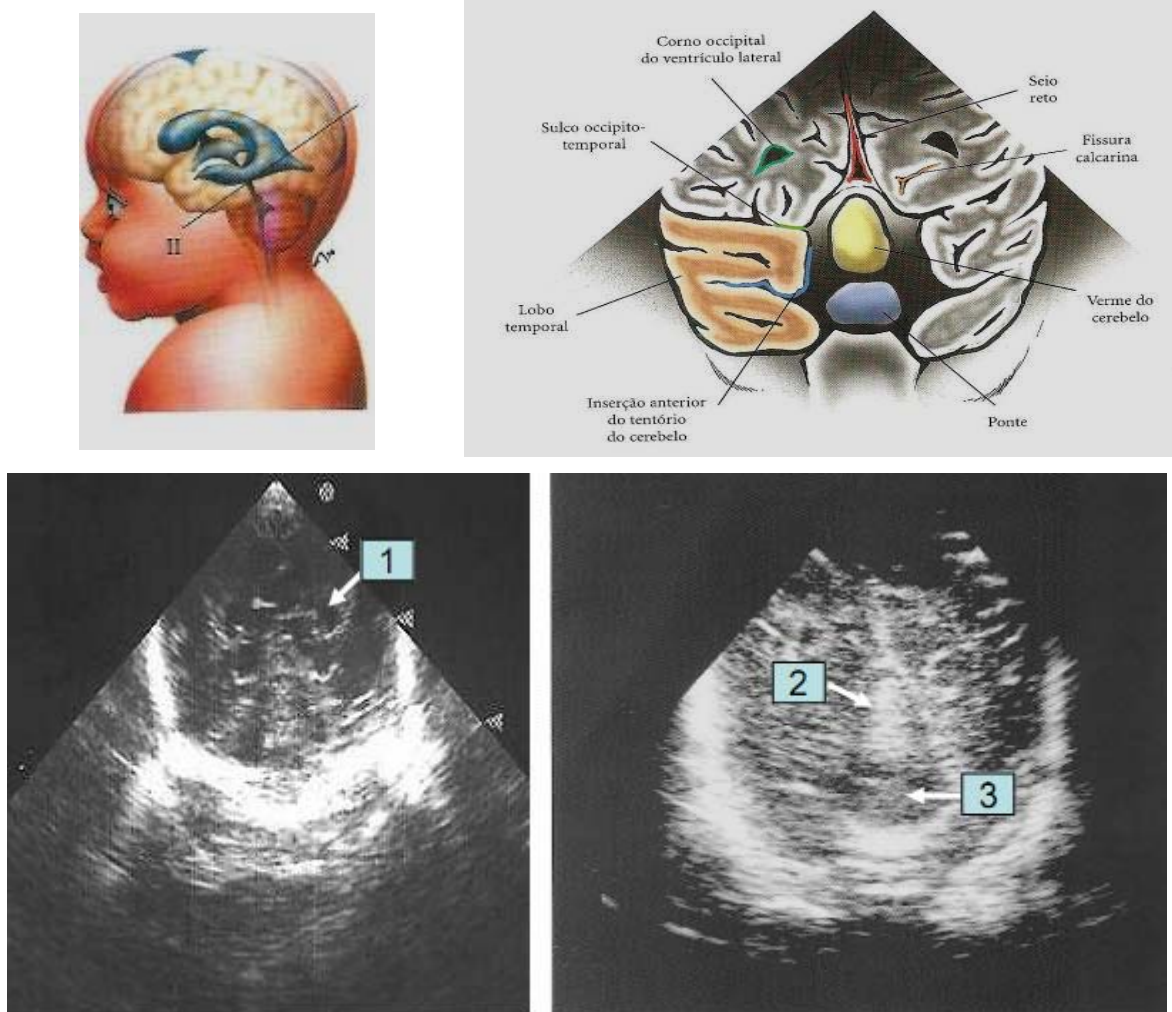 II
Corno occipital
do ventrículo lateral
Seio
reto
Sulco occipito-
temporal
Fissura
calcarina
Lobo
temporal
Verme do
cerebelo
Inserção anterior
do tentório
do cerebelo
Ponte
1
2
3